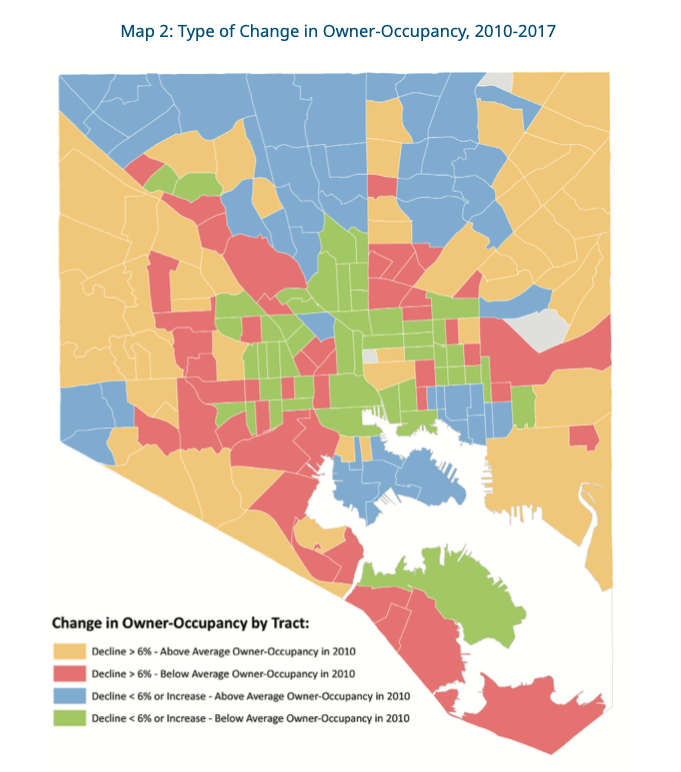 Map 2: Type of Change in Owner-Occupancy, 2010-2017
Change in Owner-Occupancy by Tract:
Decline > 6% - Above Average Owner-Occupancy in 2010
Decline > 6% - Below Average Owner-Occupancy in 2010
Decline < 6% or Increase - Above Average Owner-Occupancy in 2010
Decline < 6% or Increase - Below Average Owner-Occupancy in 2010